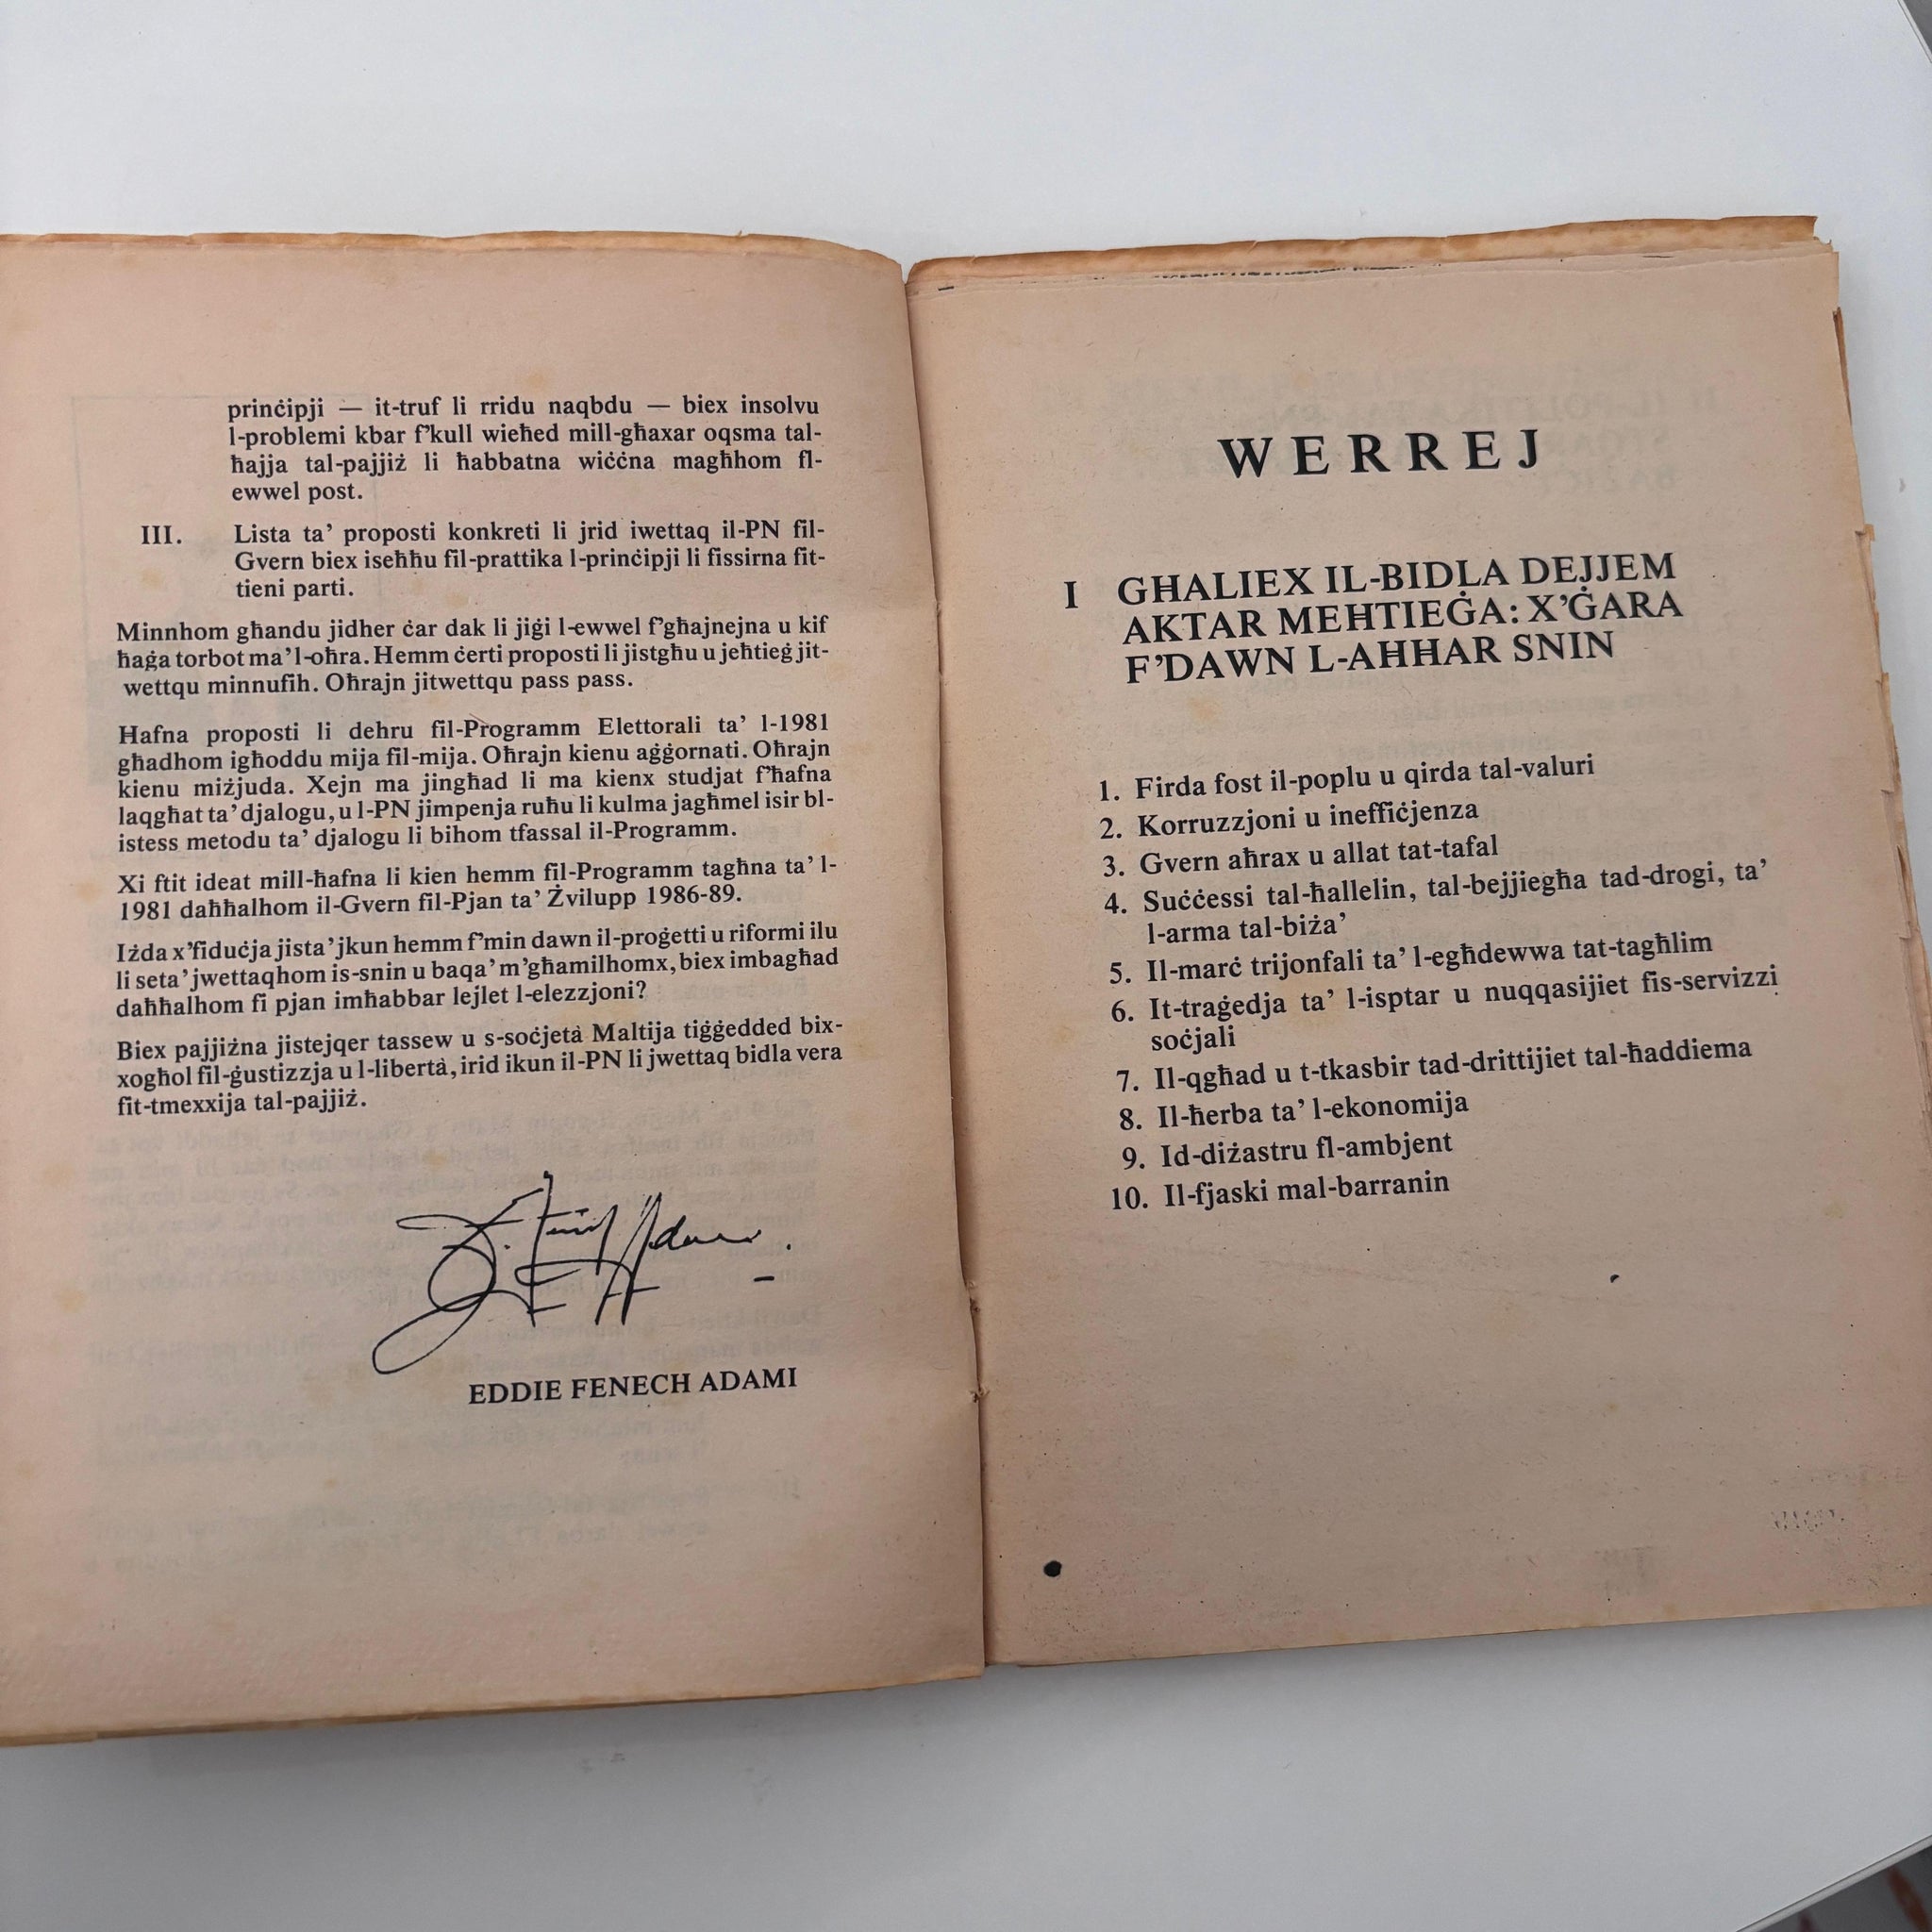 prinċipji — it-truf li rridu naqbdu — biex insolvu
l-problemi kbar f'kull wieħed mill-għaxar oqsma tal-
ħajja tal-pajjiż li ħabbatna wiċċna magħhom fl-
ewwel post.
III. Lista ta' proposti konkreti li jrid iwettaq il-PN fil-
Gvern biex iseħħu fil-prattika l-prinċipji li fissirna fit-
tieni parti.
Minnhom għandu jidher ċar dak li jiġi l-ewwel f'għajnejna u kif
ħaġa torbot ma' l-oħra. Hemm ċerti proposti li jistgħu u jeħtieġ jit-
wettqu minnufih. Oħrajn jitwettqu pass pass.
Ħafna proposti li dehru fil-Programm Elettorali ta' l-1981
għadhom igħoddu mija fil-mija. Oħrajn kienu aġġornati. Oħrajn
kienu miżjuda. Xejn ma jingħad li ma kienx studjat f'ħafna
laqgħat ta' djalogu, u l-PN jimpenja ruħu li kulma jagħmel isir bl-
istess metodu ta' djalogu li bihom tfassal il-Programm.
Xi ftit ideat mill-ħafna li kien hemm fil-Programm tagħna ta' l-
1981 daħħalhom il-Gvern fil-Pjan ta' Żvilupp 1986-89.
Iżda x'fiduċja jista' jkun hemm f'min dawn il-proġetti u riformi ilu
li seta' jwettaqhom is-snin u baqa' m'għamilhomx, biex imbagħad
daħħalhom fi pjan imħabbar lejlet l-elezzjoni?
Biex pajjiżna jistejqer tassew u s-soċjetà Maltija tiġġedded bix-
xogħol fil-ġustizzja u l-libertà, irid ikun il-PN li jwettaq bidla vera
fit-tmexxija tal-pajjiż.
EDDIE FENECH ADAMI
WERREJ
I GĦALIEX IL-BIDLA DEJJEM
AKTAR MEĦTIEĠA: X'ĠARA
F'DAWN L-AĦĦAR SNIN
1. Firda fost il-poplu u qirda tal-valuri
2. Korruzzjoni u ineffiċjenza
3. Gvern aħrax u allat tat-tafal
4. Suċċessi tal-ħallelin, tal-bejjiegħa tad-drogi, ta'
l-arma tal-biża'
5. Il-marċ trijonfali ta' l-egħdewwa tat-tagħlim
6. It-traġedja ta' l-isptar u nuqqasijiet fis-servizzi
soċjali
7. Il-qgħad u t-tkasbir tad-drittijiet tal-ħaddiema
8. Il-ħerba ta' l-ekonomija
9. Id-diżastru fl-ambjent
10. Il-fjaski mal-barranin